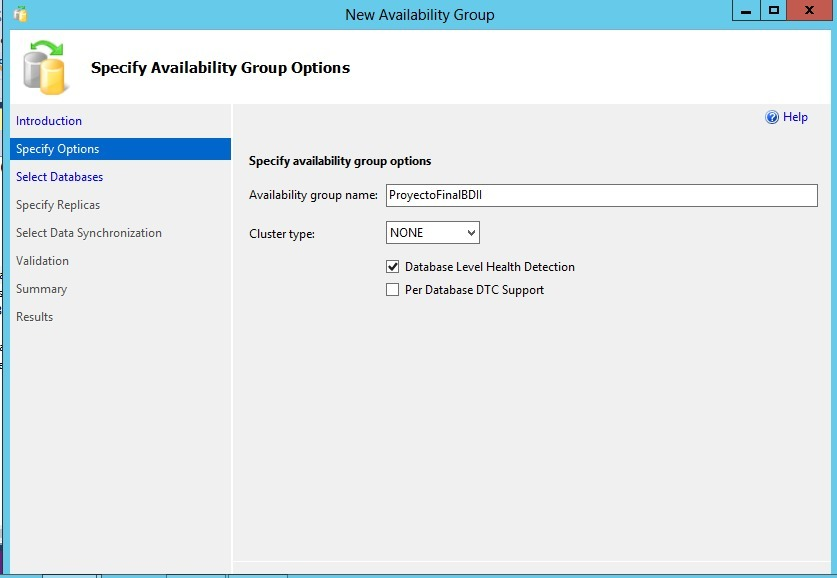 New Availability Group
Specify Availability Group Options
Introduction
Specify Options
Select Databases
Specify Replicas
Select Data Synchronization
Validation
Summary
Results
Help
Specify availability group options
Availability group name: ProyectoFinalBDII
Cluster type: NONE
Database Level Health Detection
Per Database DTC Support